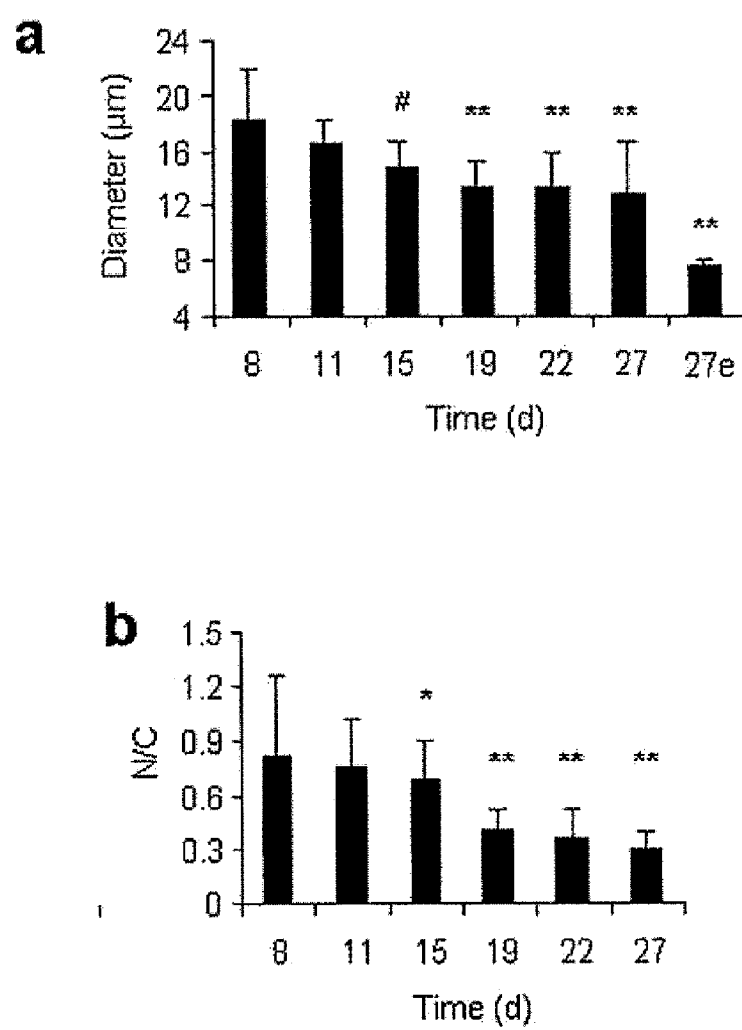 a
24
20
16
12
8
4
Diameter (µm)
# ** ** ** **
8 11 15 19 22 27 27e
Time (d)
b
1.5
1.2
0.9
0.6
0.3
0
N/C
* ** ** **
8 11 15 19 22 27
Time (d)